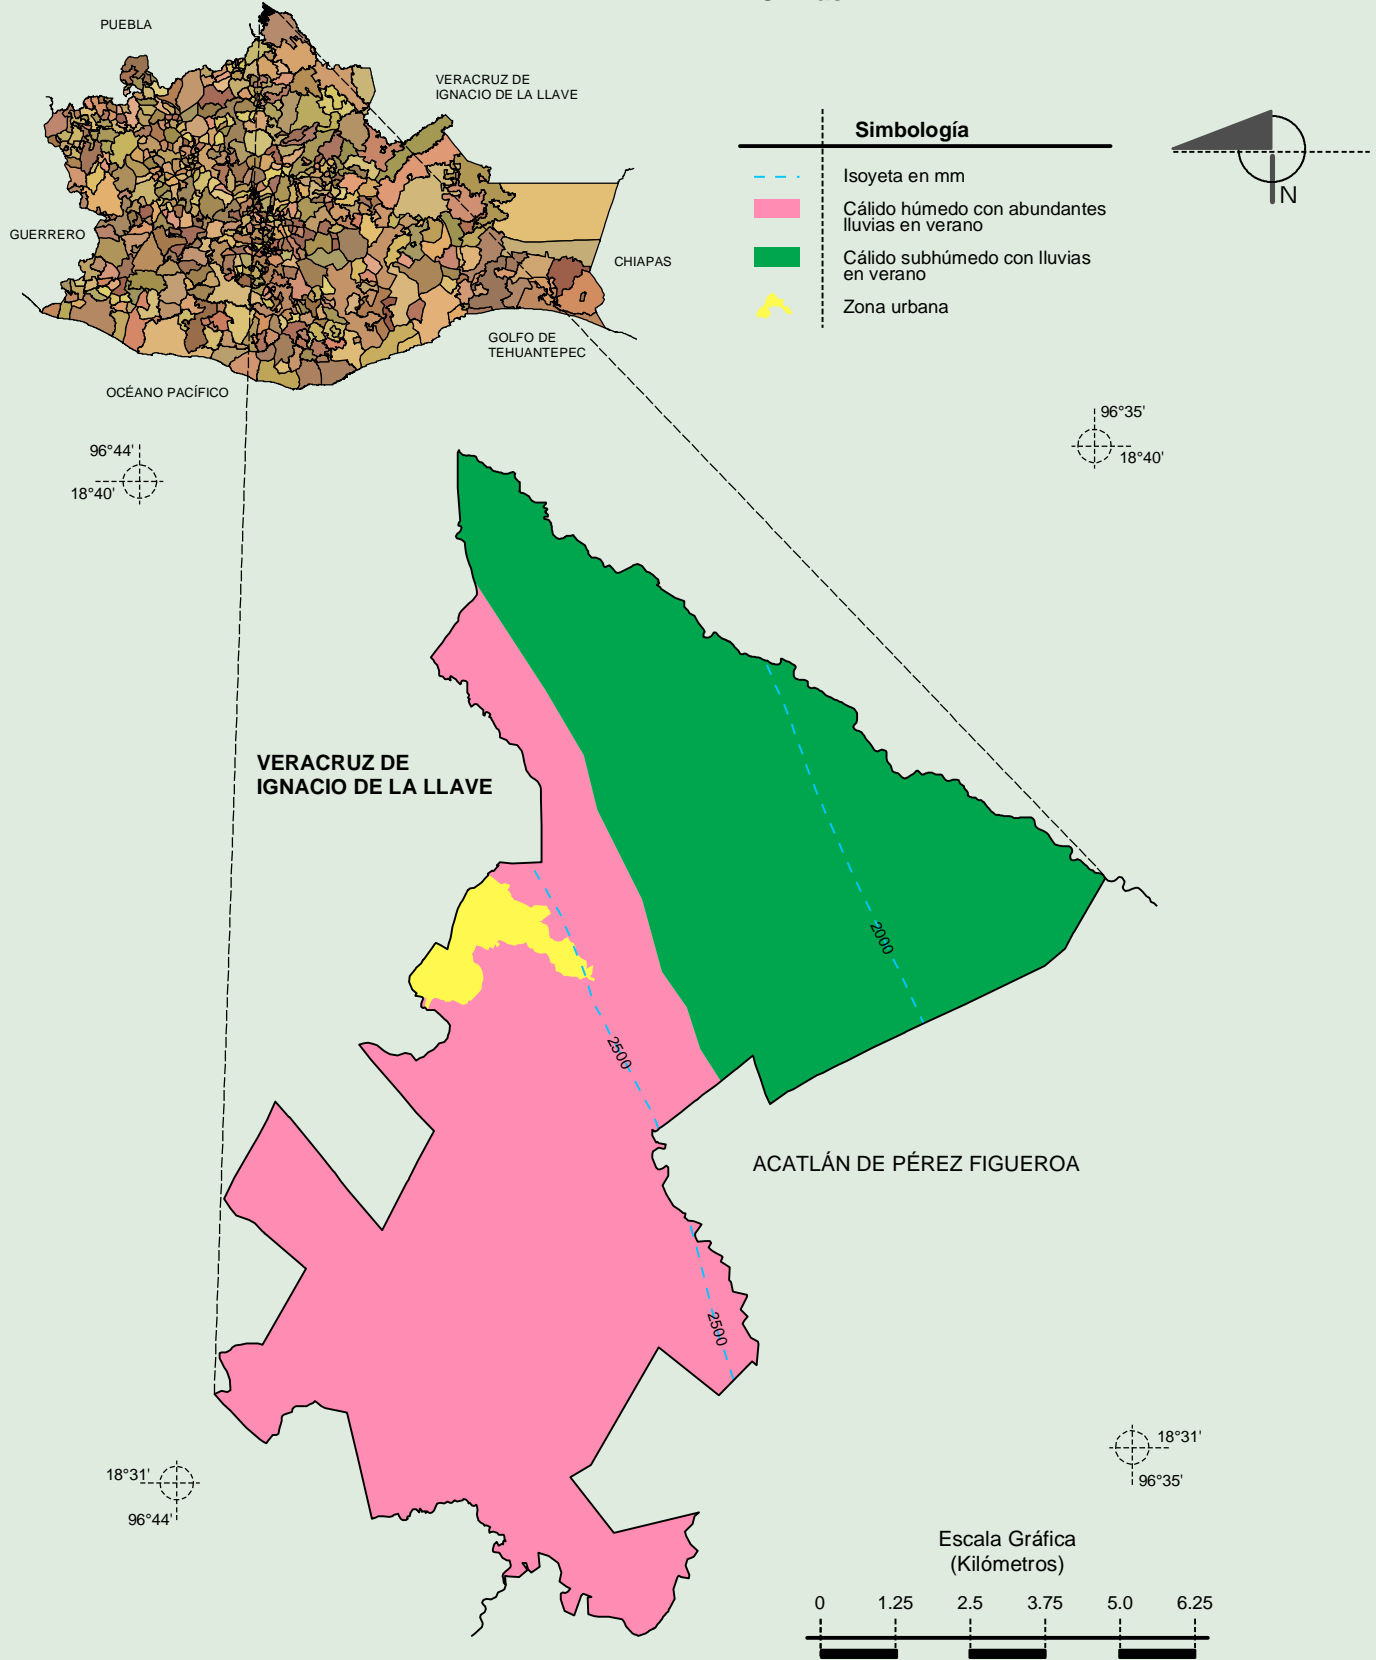 PUEBLA
VERACRUZ DE
IGNACIO DE LA LLAVE
GUERRERO
CHIAPAS
GOLFO DE
TEHUANTEPEC
OCÉANO PACÍFICO
Simbología
Isoyeta en mm
Cálido húmedo con abundantes
lluvias en verano
Cálido subhúmedo con lluvias
en verano
Zona urbana
N
96°44'
18°40'
96°35'
18°40'
VERACRUZ DE
IGNACIO DE LA LLAVE
2000
2500
ACATLÁN DE PÉREZ FIGUEROA
2500
18°31'
96°44'
18°31'
96°35'
Escala Gráfica
(Kilómetros)
0 1.25 2.5 3.75 5.0 6.25